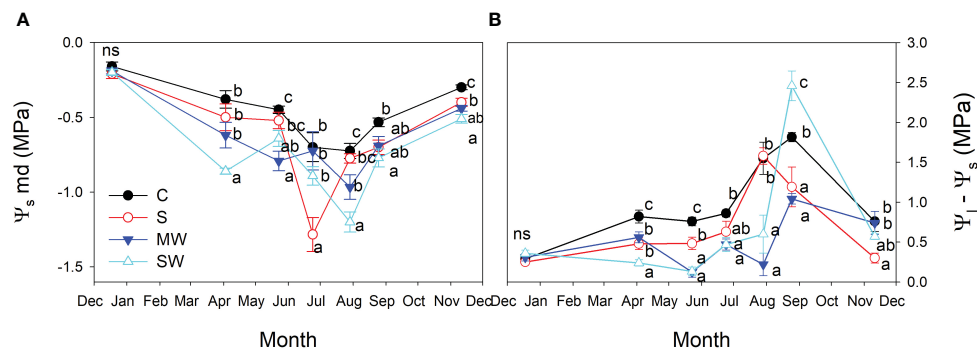 A
B
0.0
-0.5
-1.0
-1.5
Ψs md (MPa)
ns
b
b
b
a
c
bc
b
a
b
b
a
a
c
bc
b
a
c
ab
ab
a
c
b
ab
a
C
S
MW
SW
Dec Jan Feb Mar Apr May Jun Jul Aug Sep Oct Nov Dec
Month
3.0
2.5
2.0
1.5
1.0
0.5
0.0
Ψl - Ψs (MPa)
ns
c
b
b
a
c
b
a
a
b
ab
a
a
b
b
a
a
c
b
a
a
b
b
ab
a
Dec Jan Feb Mar Apr May Jun Jul Aug Sep Oct Nov Dec
Month